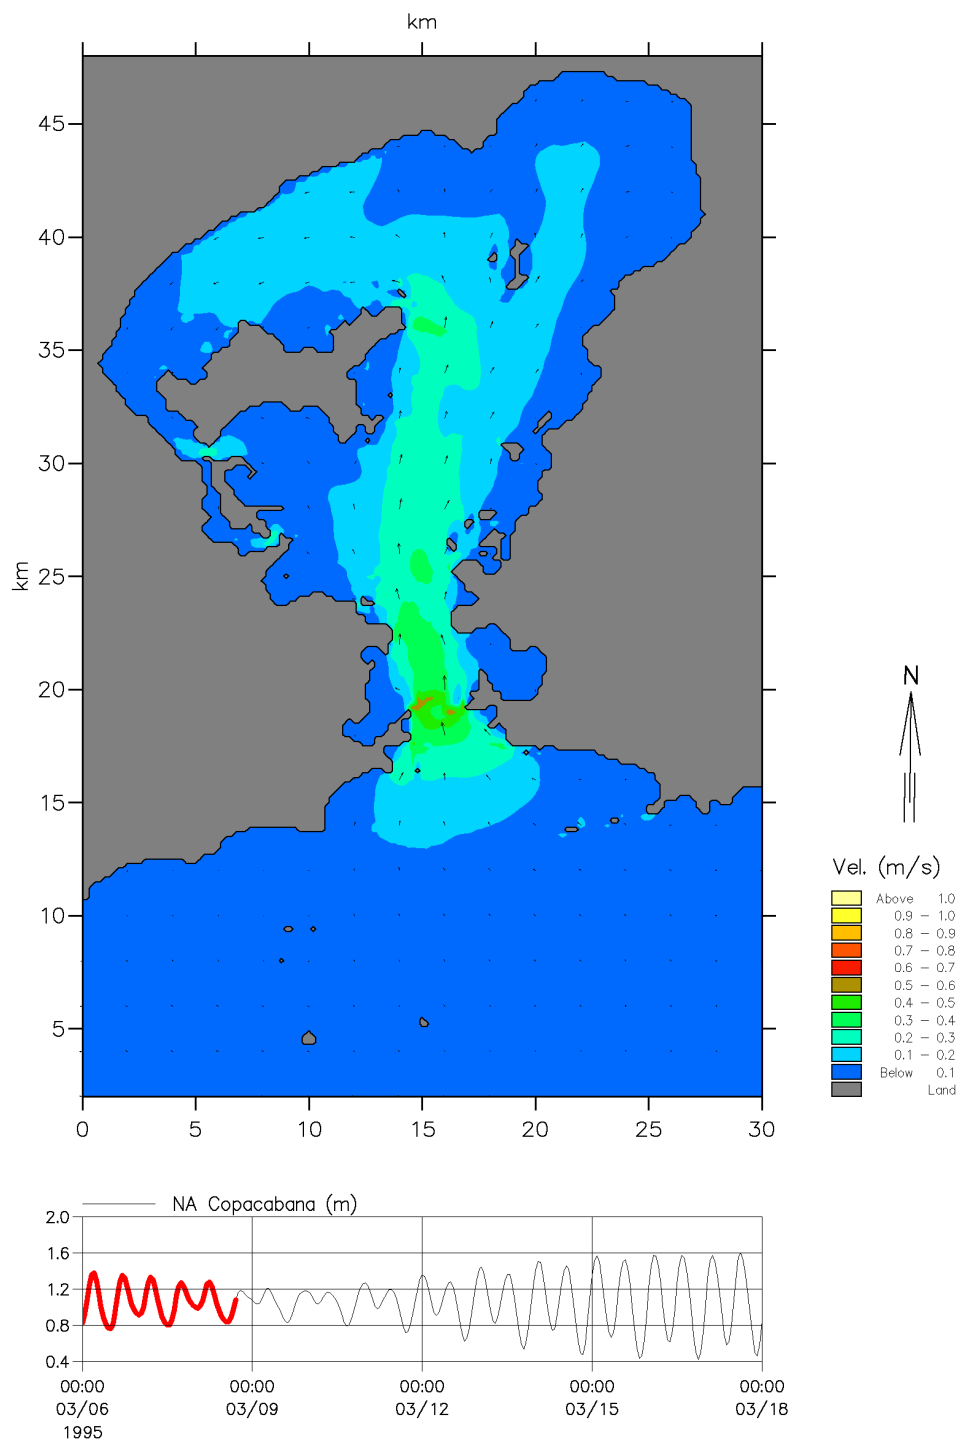 km
45
40
35
30
25
20
15
10
5
km
0 5 10 15 20 25 30
N
Vel. (m/s)
Above 1.0
0.9 – 1.0
0.8 – 0.9
0.7 – 0.8
0.6 – 0.7
0.5 – 0.6
0.4 – 0.5
0.3 – 0.4
0.2 – 0.3
0.1 – 0.2
Below 0.1
Land
NA Copacabana (m)
2.0
1.6
1.2
0.8
0.4
00:00 00:00 00:00 00:00 00:00
03/06 03/09 03/12 03/15 03/18
1995